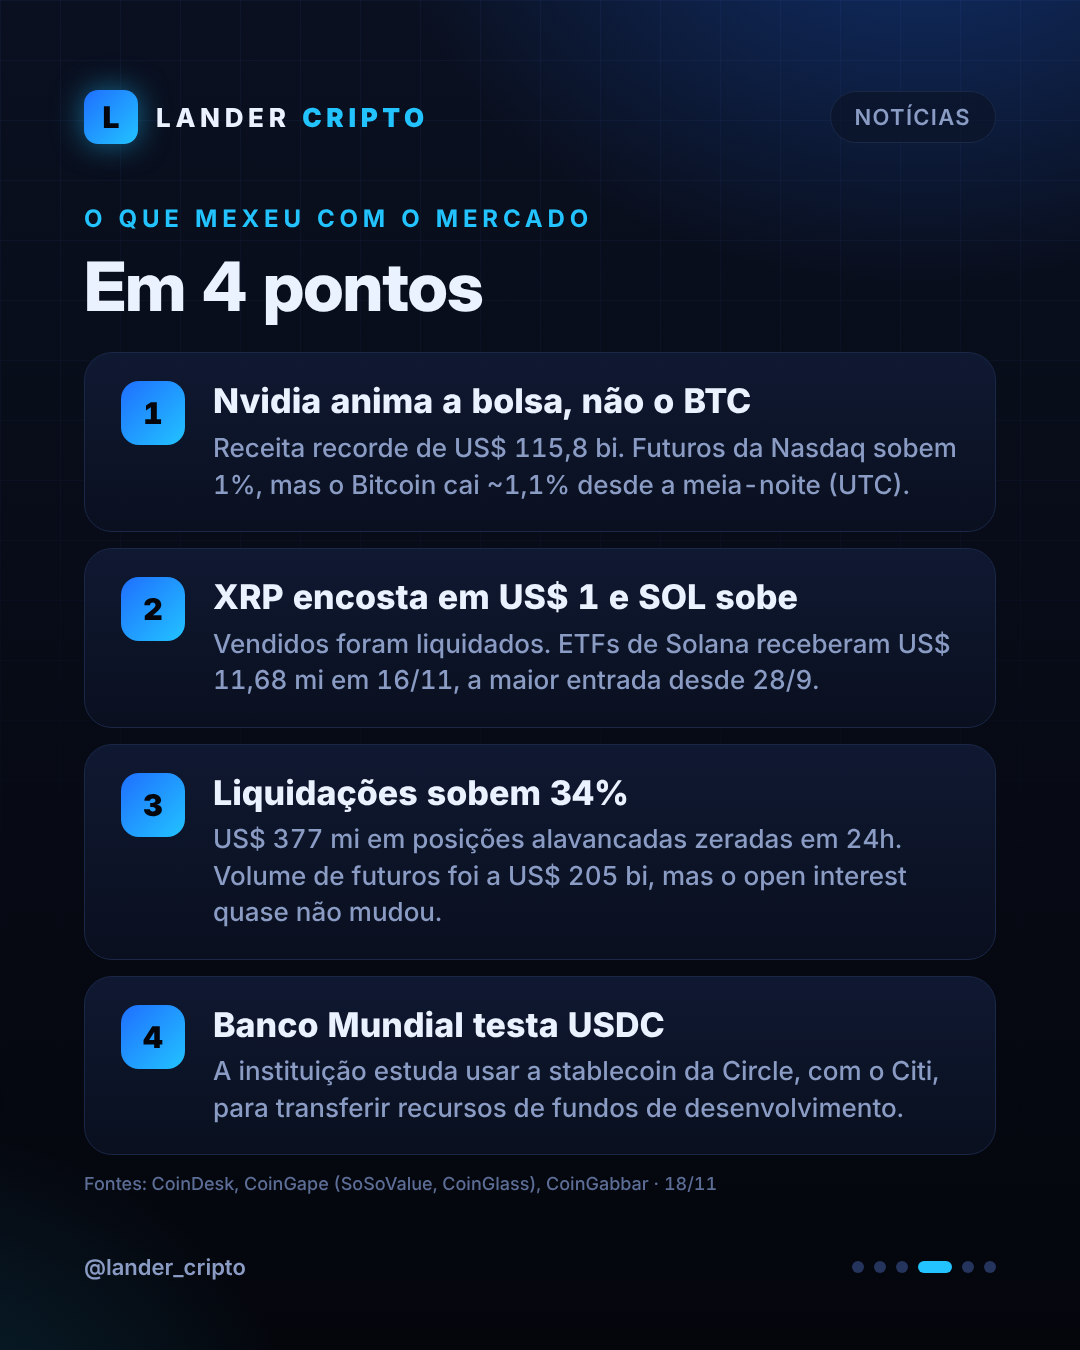 L LANDER CRIPTO
NOTÍCIAS
O QUE MEXEU COM O MERCADO
Em 4 pontos
1
Nvidia anima a bolsa, não o BTC
Receita recorde de US$ 115,8 bi. Futuros da Nasdaq sobem
1%, mas o Bitcoin cai ~1,1% desde a meia-noite (UTC).
2
XRP encosta em US$ 1 e SOL sobe
Vendidos foram liquidados. ETFs de Solana receberam US$
11,68 mi em 16/11, a maior entrada desde 28/9.
3
Liquidações sobem 34%
US$ 377 mi em posições alavancadas zeradas em 24h.
Volume de futuros foi a US$ 205 bi, mas o open interest
quase não mudou.
4
Banco Mundial testa USDC
A instituição estuda usar a stablecoin da Circle, com o Citi,
para transferir recursos de fundos de desenvolvimento.
Fontes: CoinDesk, CoinGape (SoSoValue, CoinGlass), CoinGabbar · 18/11
@lander_cripto